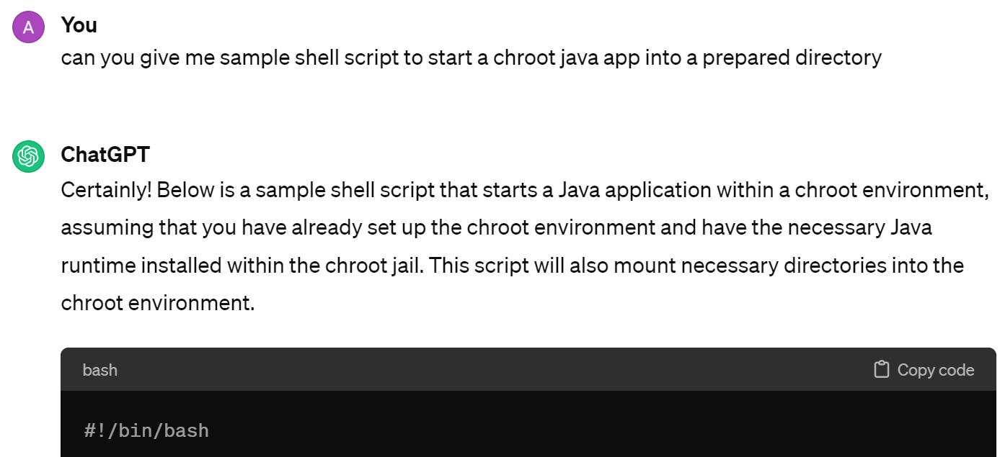 A
You
can you give me sample shell script to start a chroot java app into a prepared directory
ChatGPT
Certainly! Below is a sample shell script that starts a Java application within a chroot environment,
assuming that you have already set up the chroot environment and have the necessary Java
runtime installed within the chroot jail. This script will also mount necessary directories into the
chroot environment.
bash
Copy code
#!/bin/bash